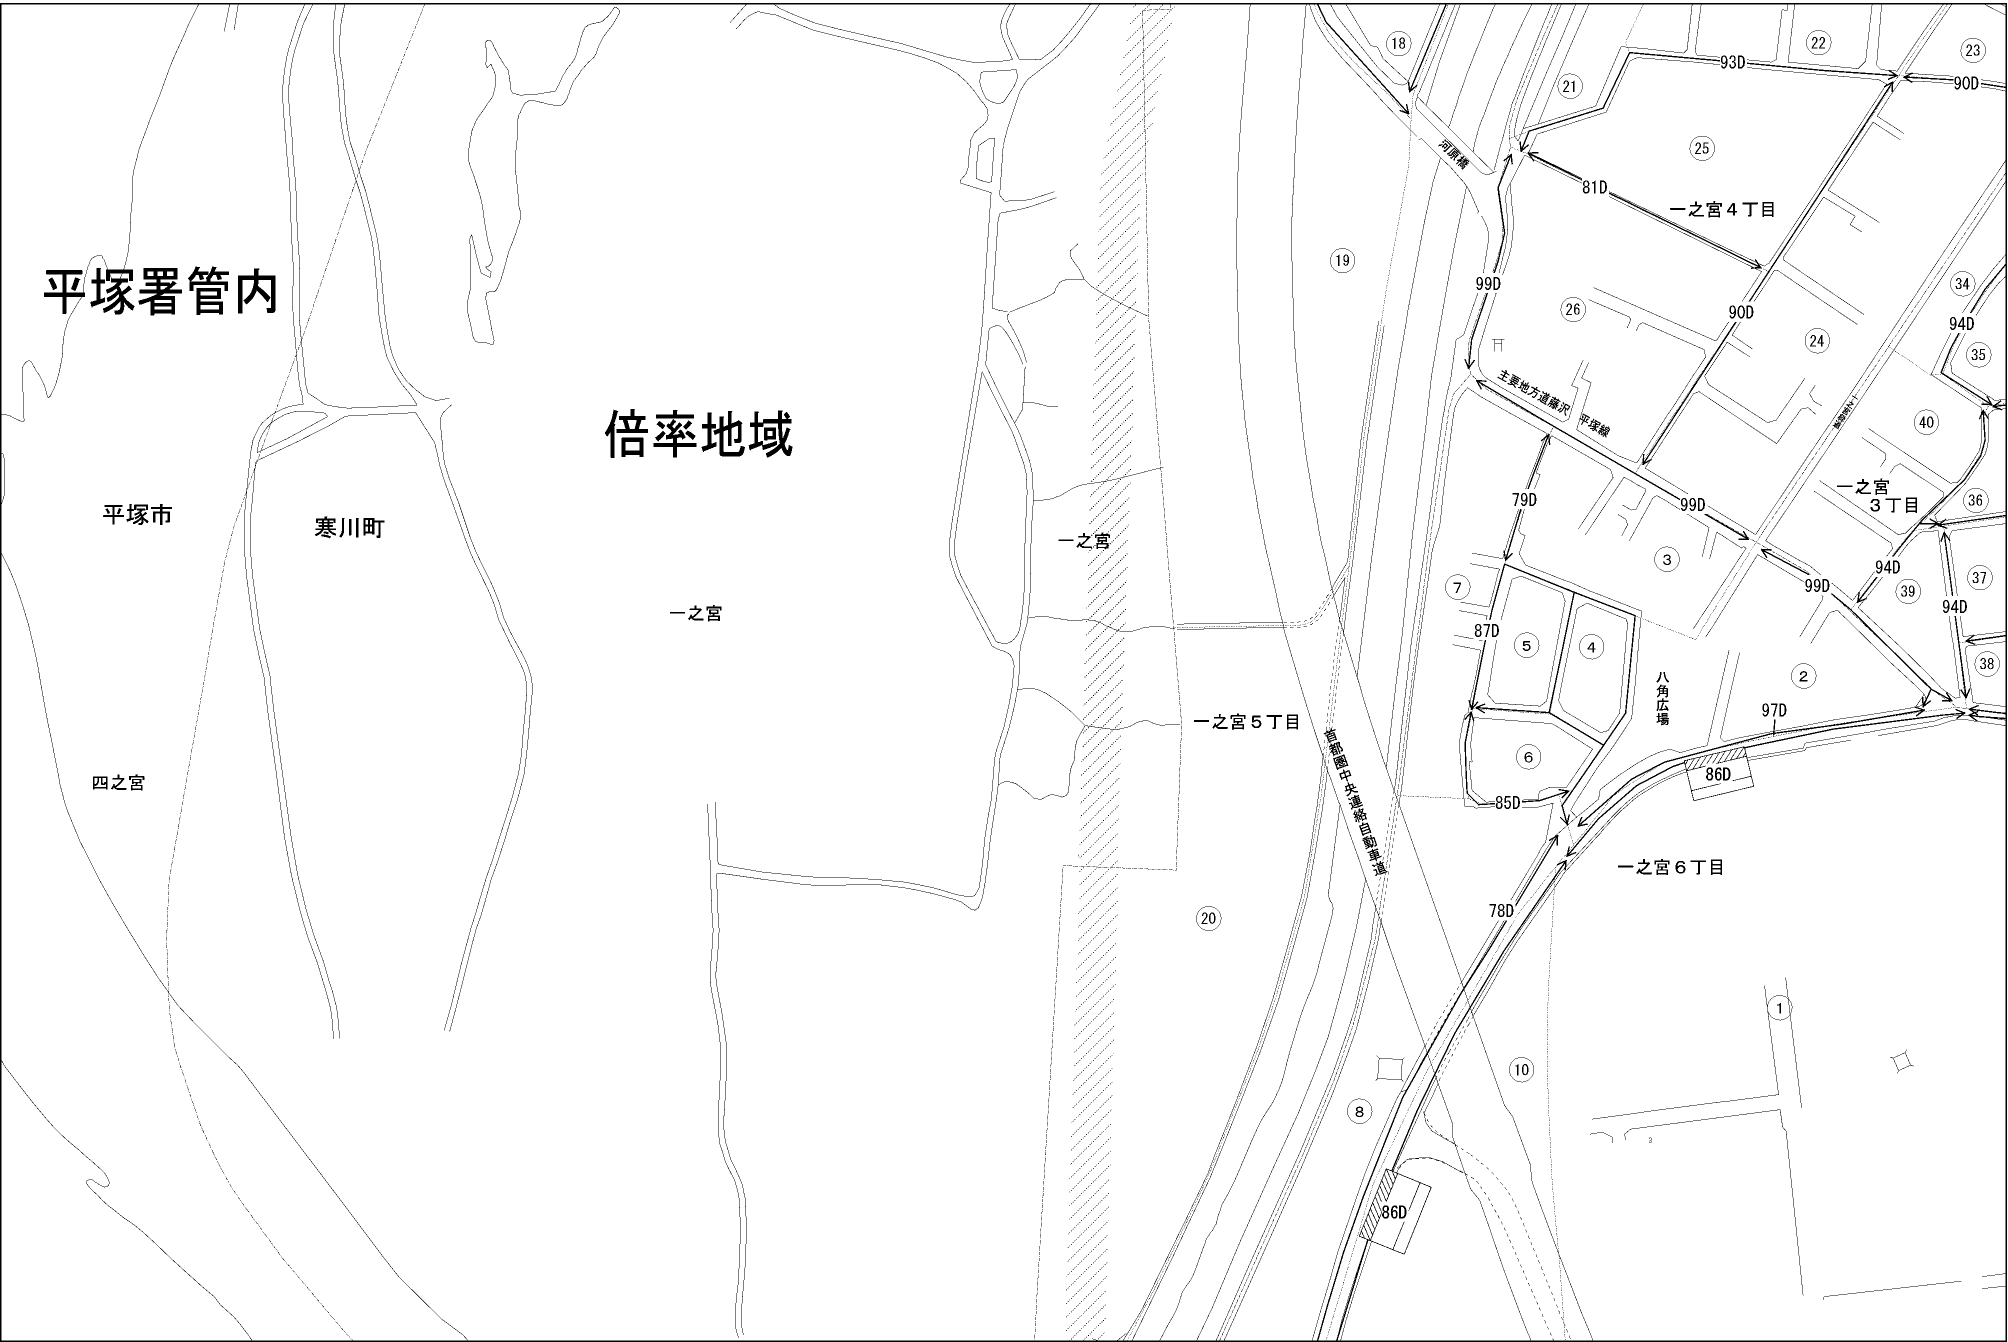 18
22
23
93D
90D
21
25
河原橋
81D
一之宮４丁目
19
平塚署管内
99D
26
90D
24
34
94D
35
主要地方道藤沢
平塚線
倍率地域
40
79D
99D
一之宮
３丁目
36
平塚市
寒川町
一之宮
3
7
94D
99D
39
37
94D
一之宮
87D
5
4
八角広場
2
38
一之宮５丁目
97D
首都圏中央連絡自動車道
6
86D
四之宮
85D
一之宮６丁目
78D
20
1
10
8
86D